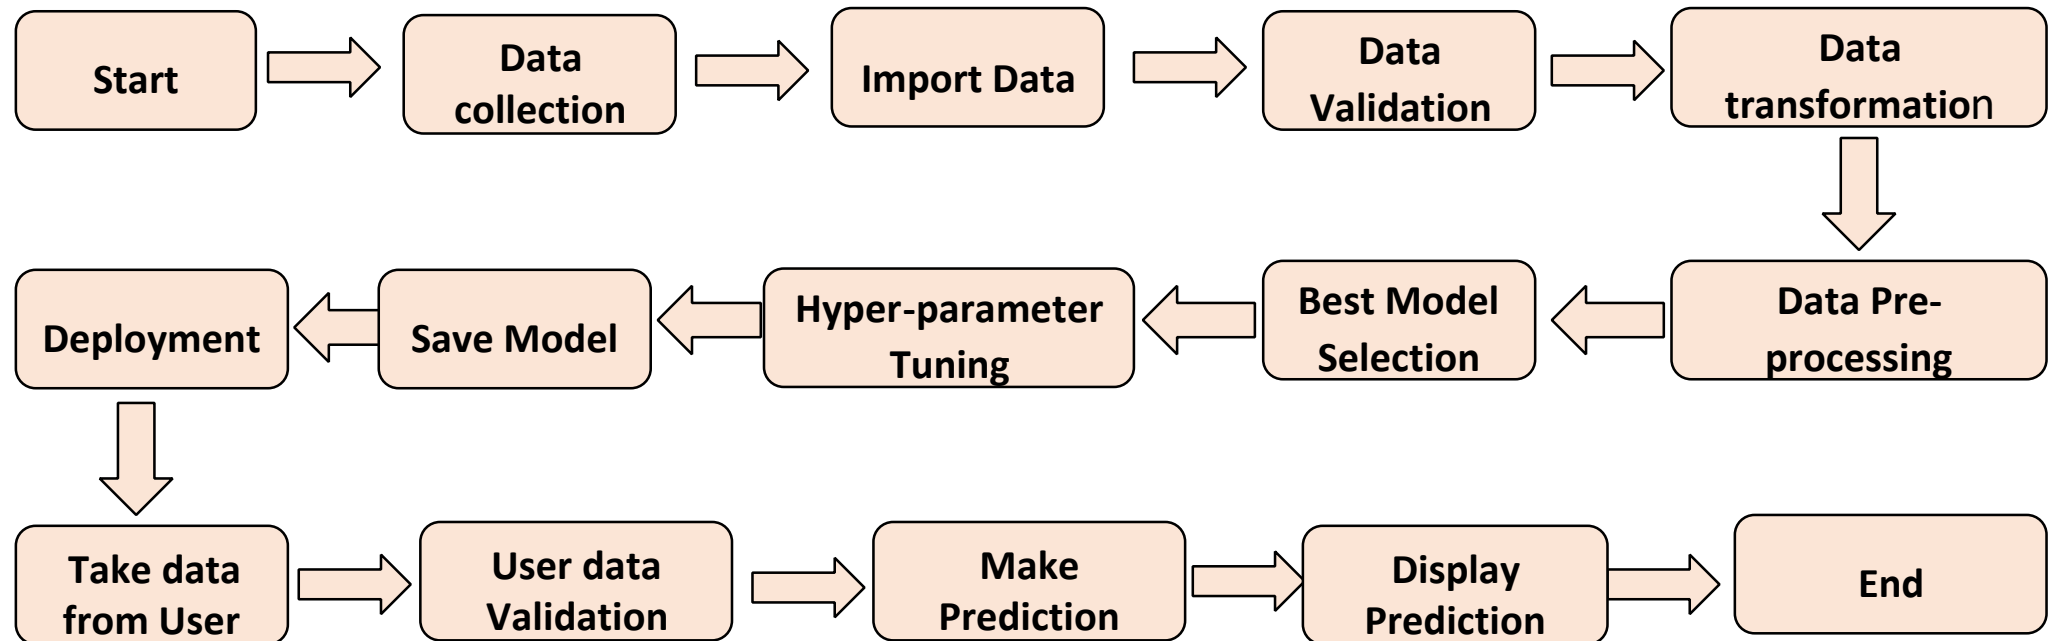 Start
Data
collection
Import Data
Data
Validation
Data
transformation
Deployment
Save Model
Hyper-parameter
Tuning
Best Model
Selection
Data Pre-
processing
Take data
from User
User data
Validation
Make
Prediction
Display
Prediction
End